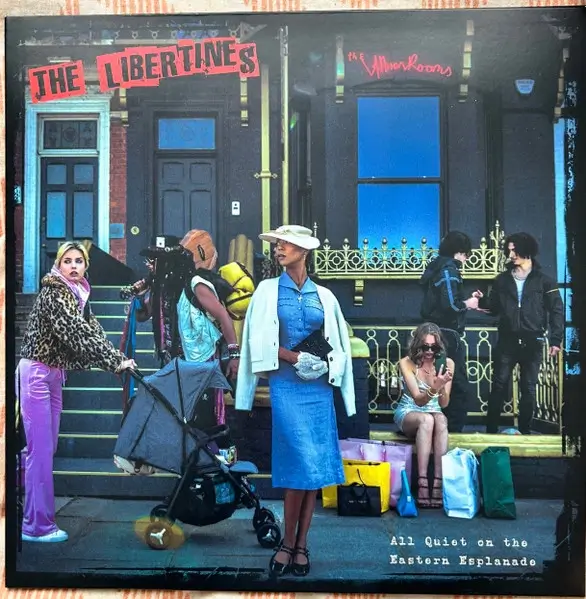 THE LIBERTINES
the Albion Rooms
All Quiet on the
Eastern Esplanade